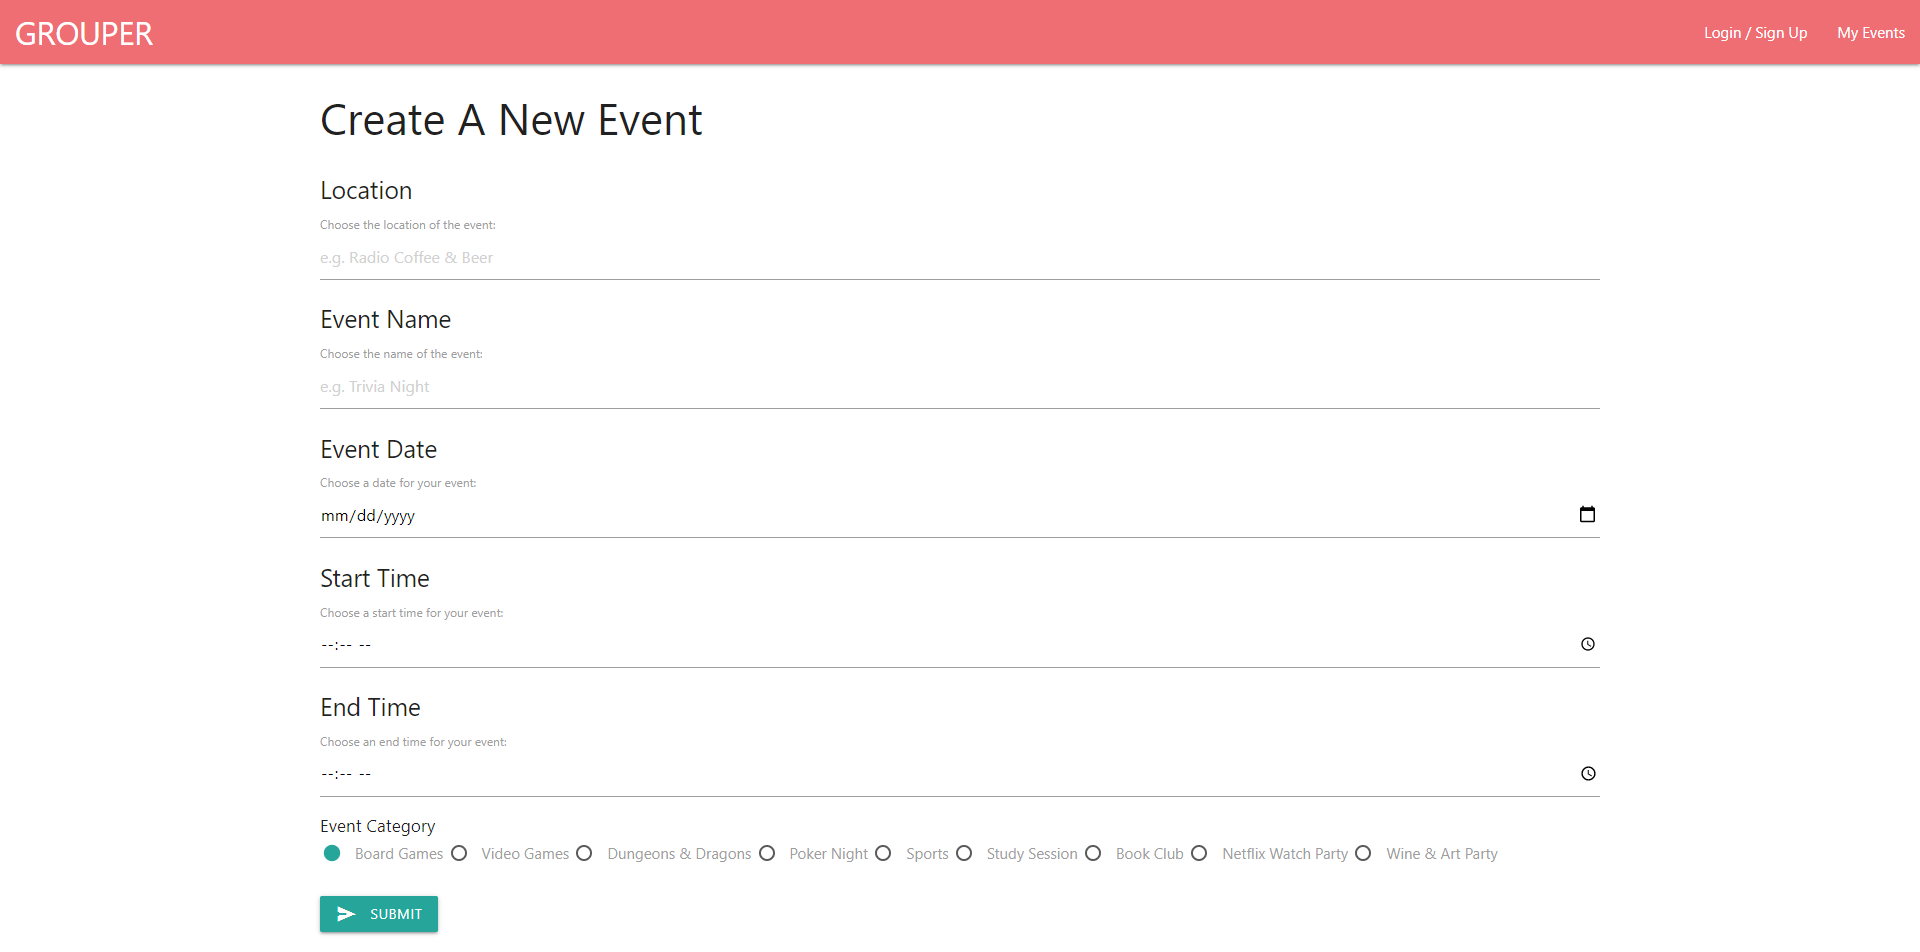 GROUPER Login / Sign Up My Events
Create A New Event
Location
Choose the location of the event:
e.g. Radio Coffee & Beer
Event Name
Choose the name of the event:
e.g. Trivia Night
Event Date
Choose a date for your event:
mm/dd/yyyy
Start Time
Choose a start time for your event:
--:-- --
End Time
Choose an end time for your event:
--:-- --
Event Category
Board Games Video Games Dungeons & Dragons Poker Night Sports Study Session Book Club Netflix Watch Party Wine & Art Party
SUBMIT